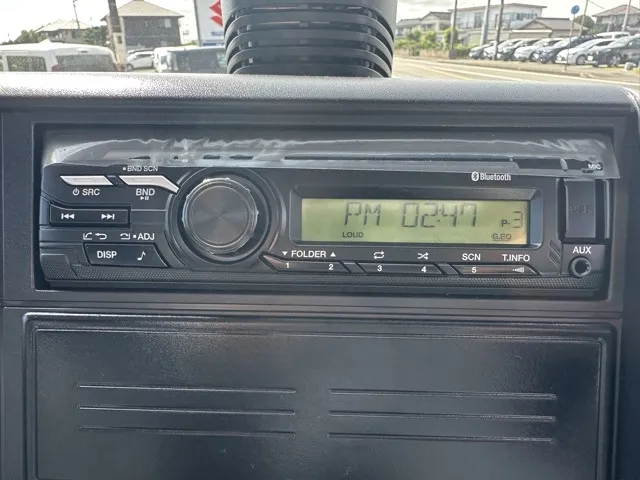 BND SCN
SRC
BND
ADJ
DISP
Bluetooth
MIC
PM 02:47
P-3
LOUD
G.EQ
FOLDER
SCN
T.INFO
1 2 3 4 5
AUX